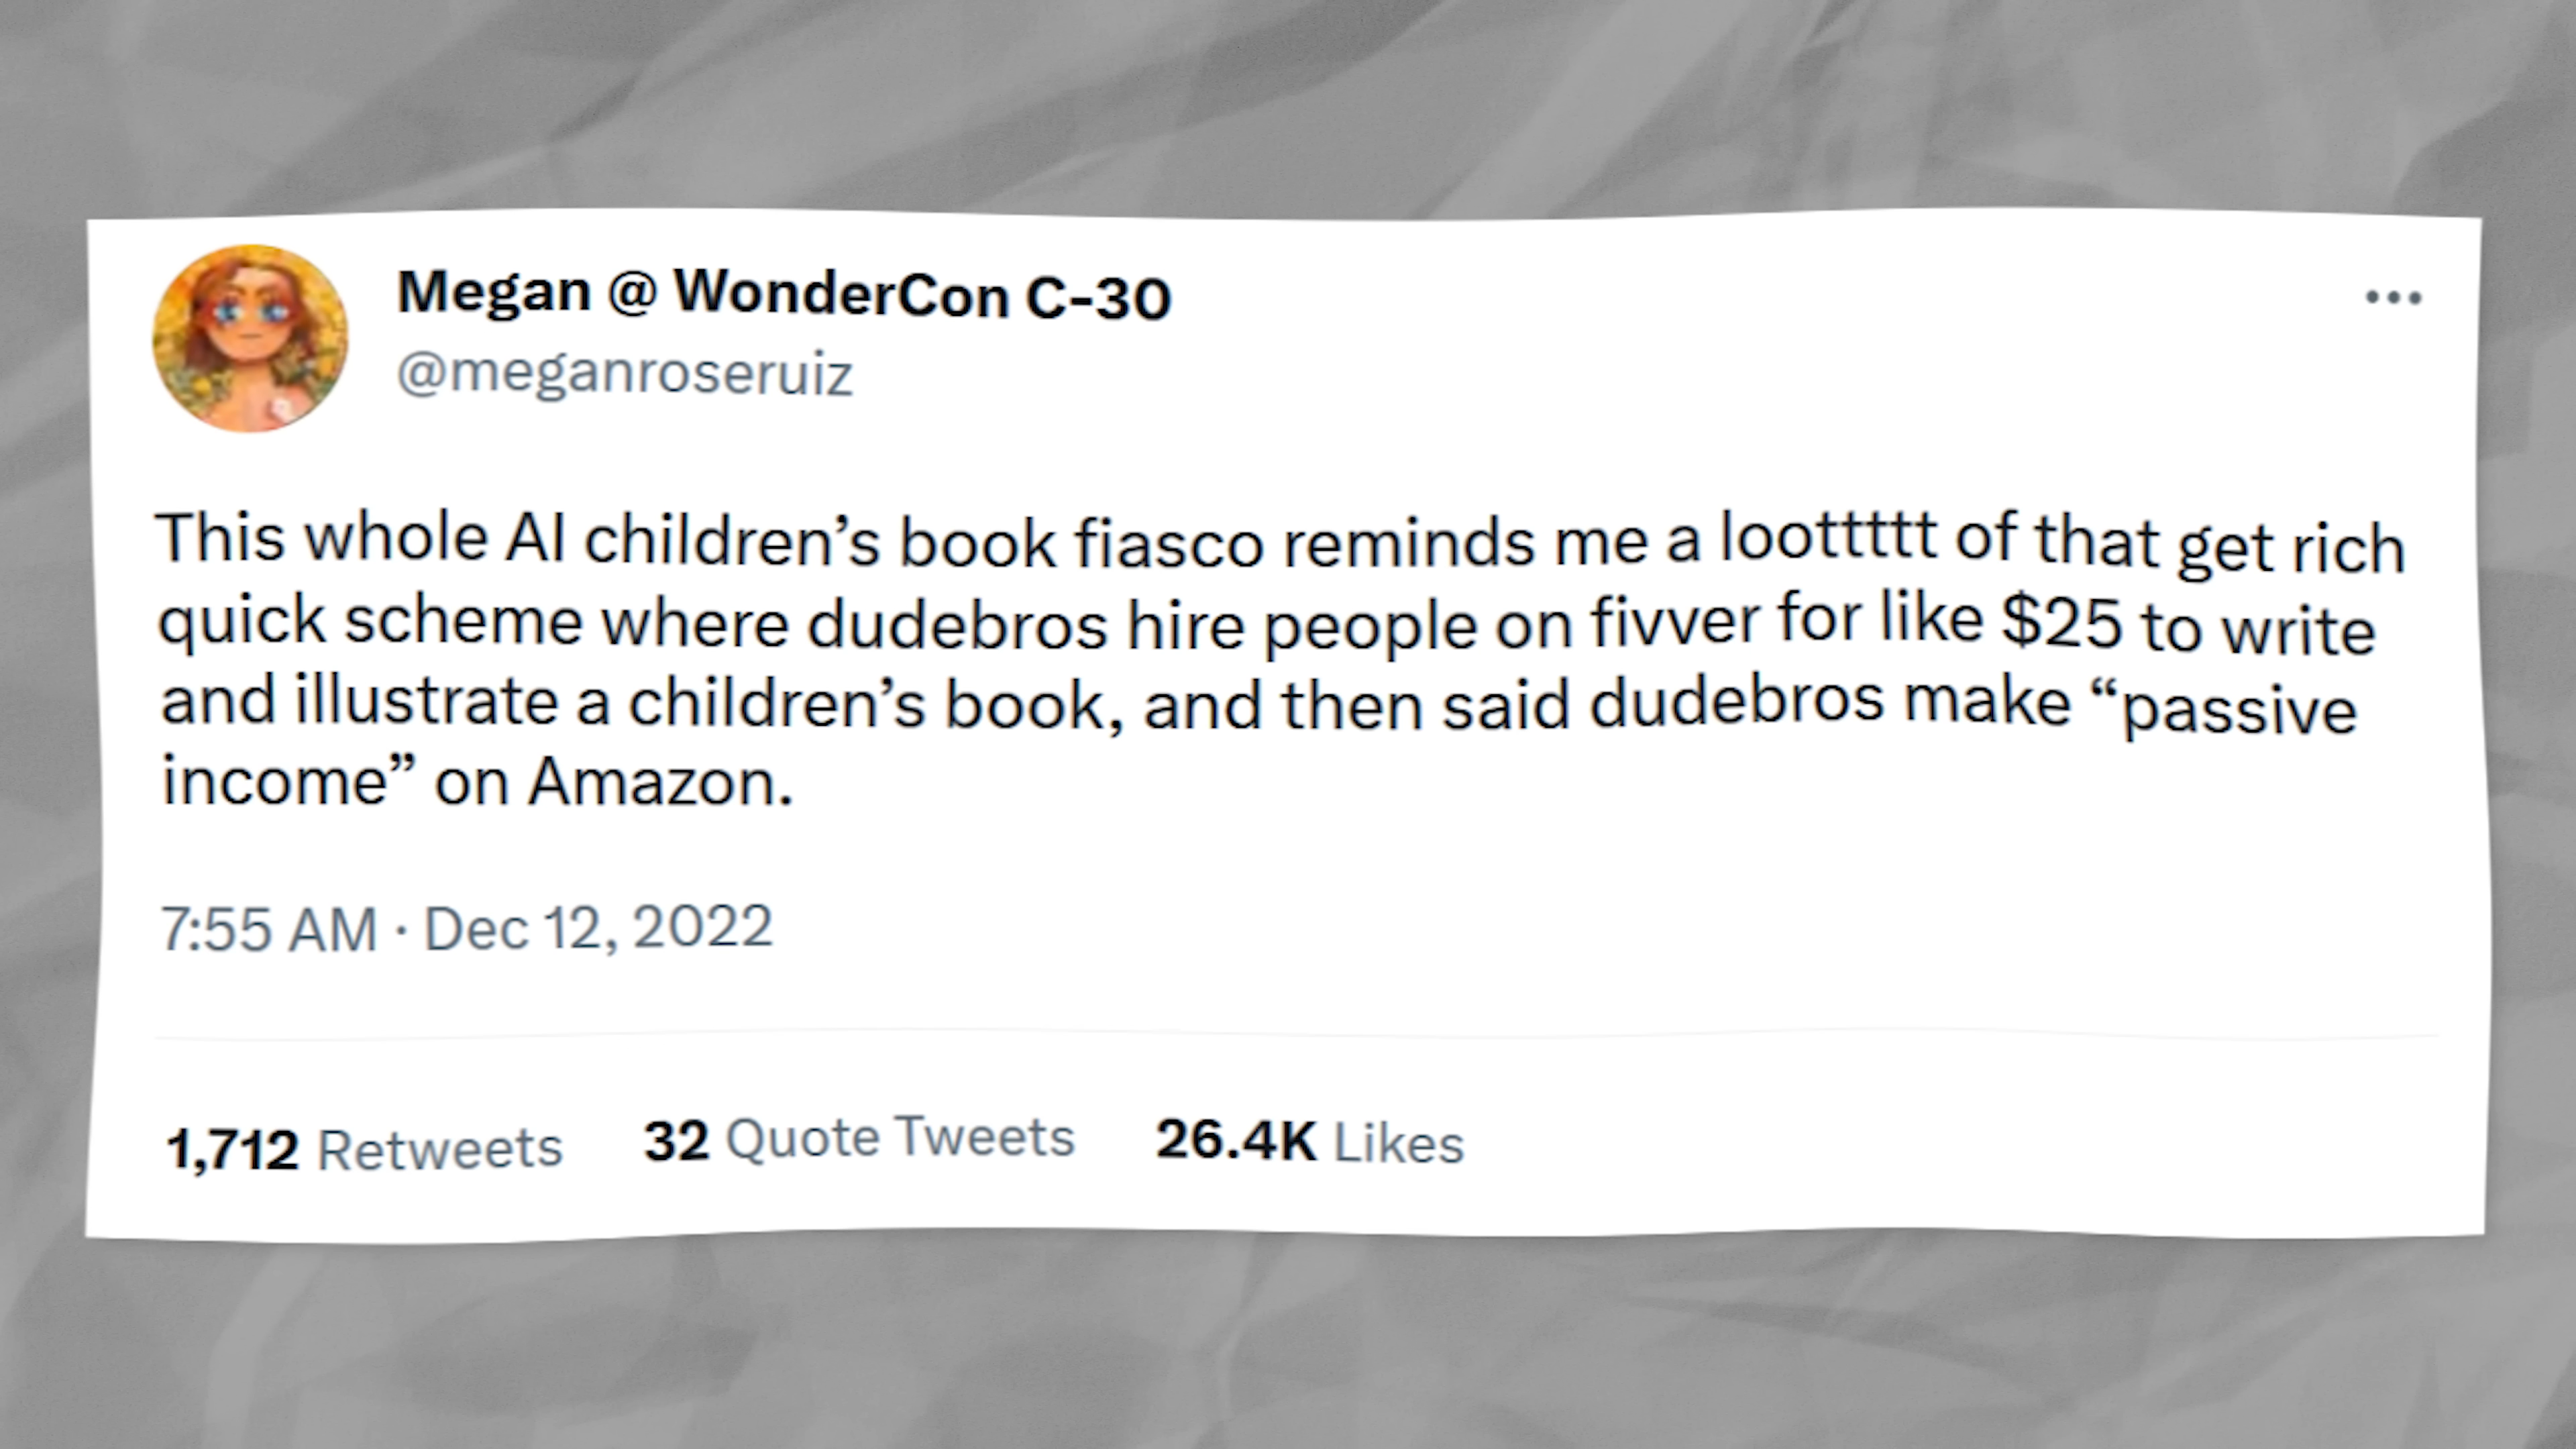 Megan @ WonderCon C-30
@meganroseruiz
This whole AI children’s book fiasco reminds me a loottttt of that get rich
quick scheme where dudebros hire people on fivver for like $25 to write
and illustrate a children’s book, and then said dudebros make “passive
income” on Amazon.
7:55 AM · Dec 12, 2022
1,712 Retweets 32 Quote Tweets 26.4K Likes